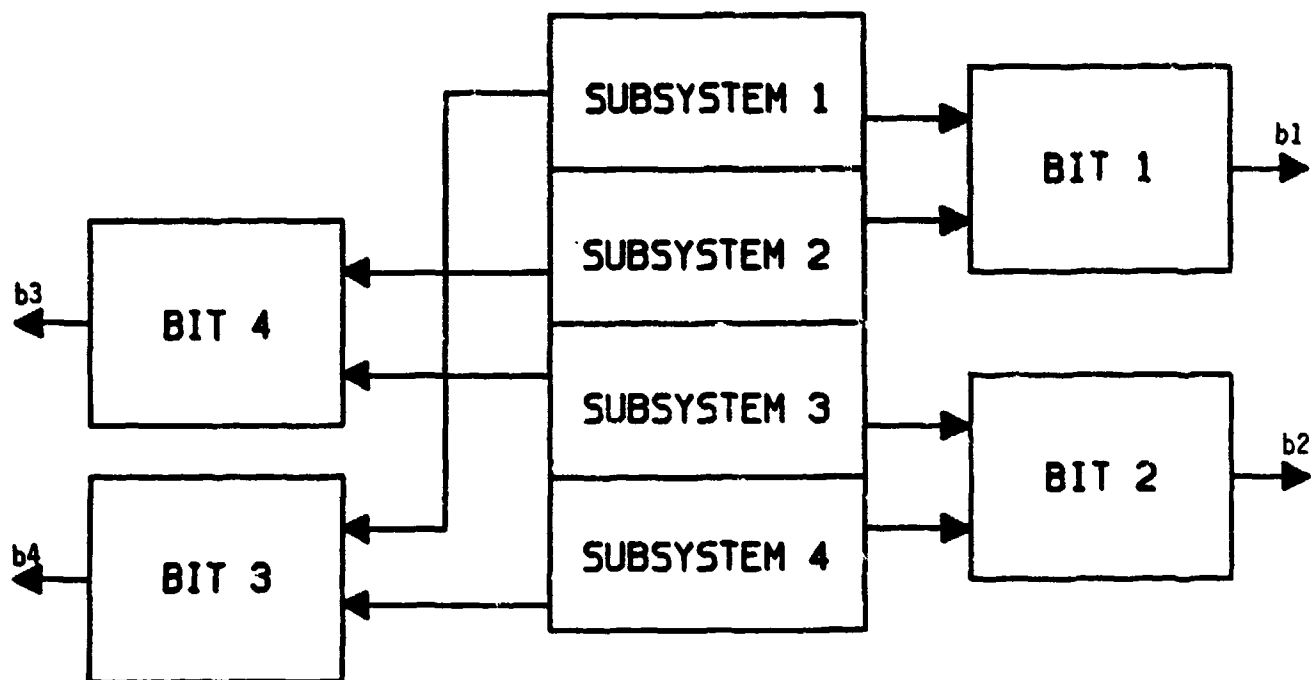 SUBSYSTEM 1
b1
BIT 1
SUBSYSTEM 2
b3
BIT 4
SUBSYSTEM 3
b2
BIT 2
b4
BIT 3
SUBSYSTEM 4